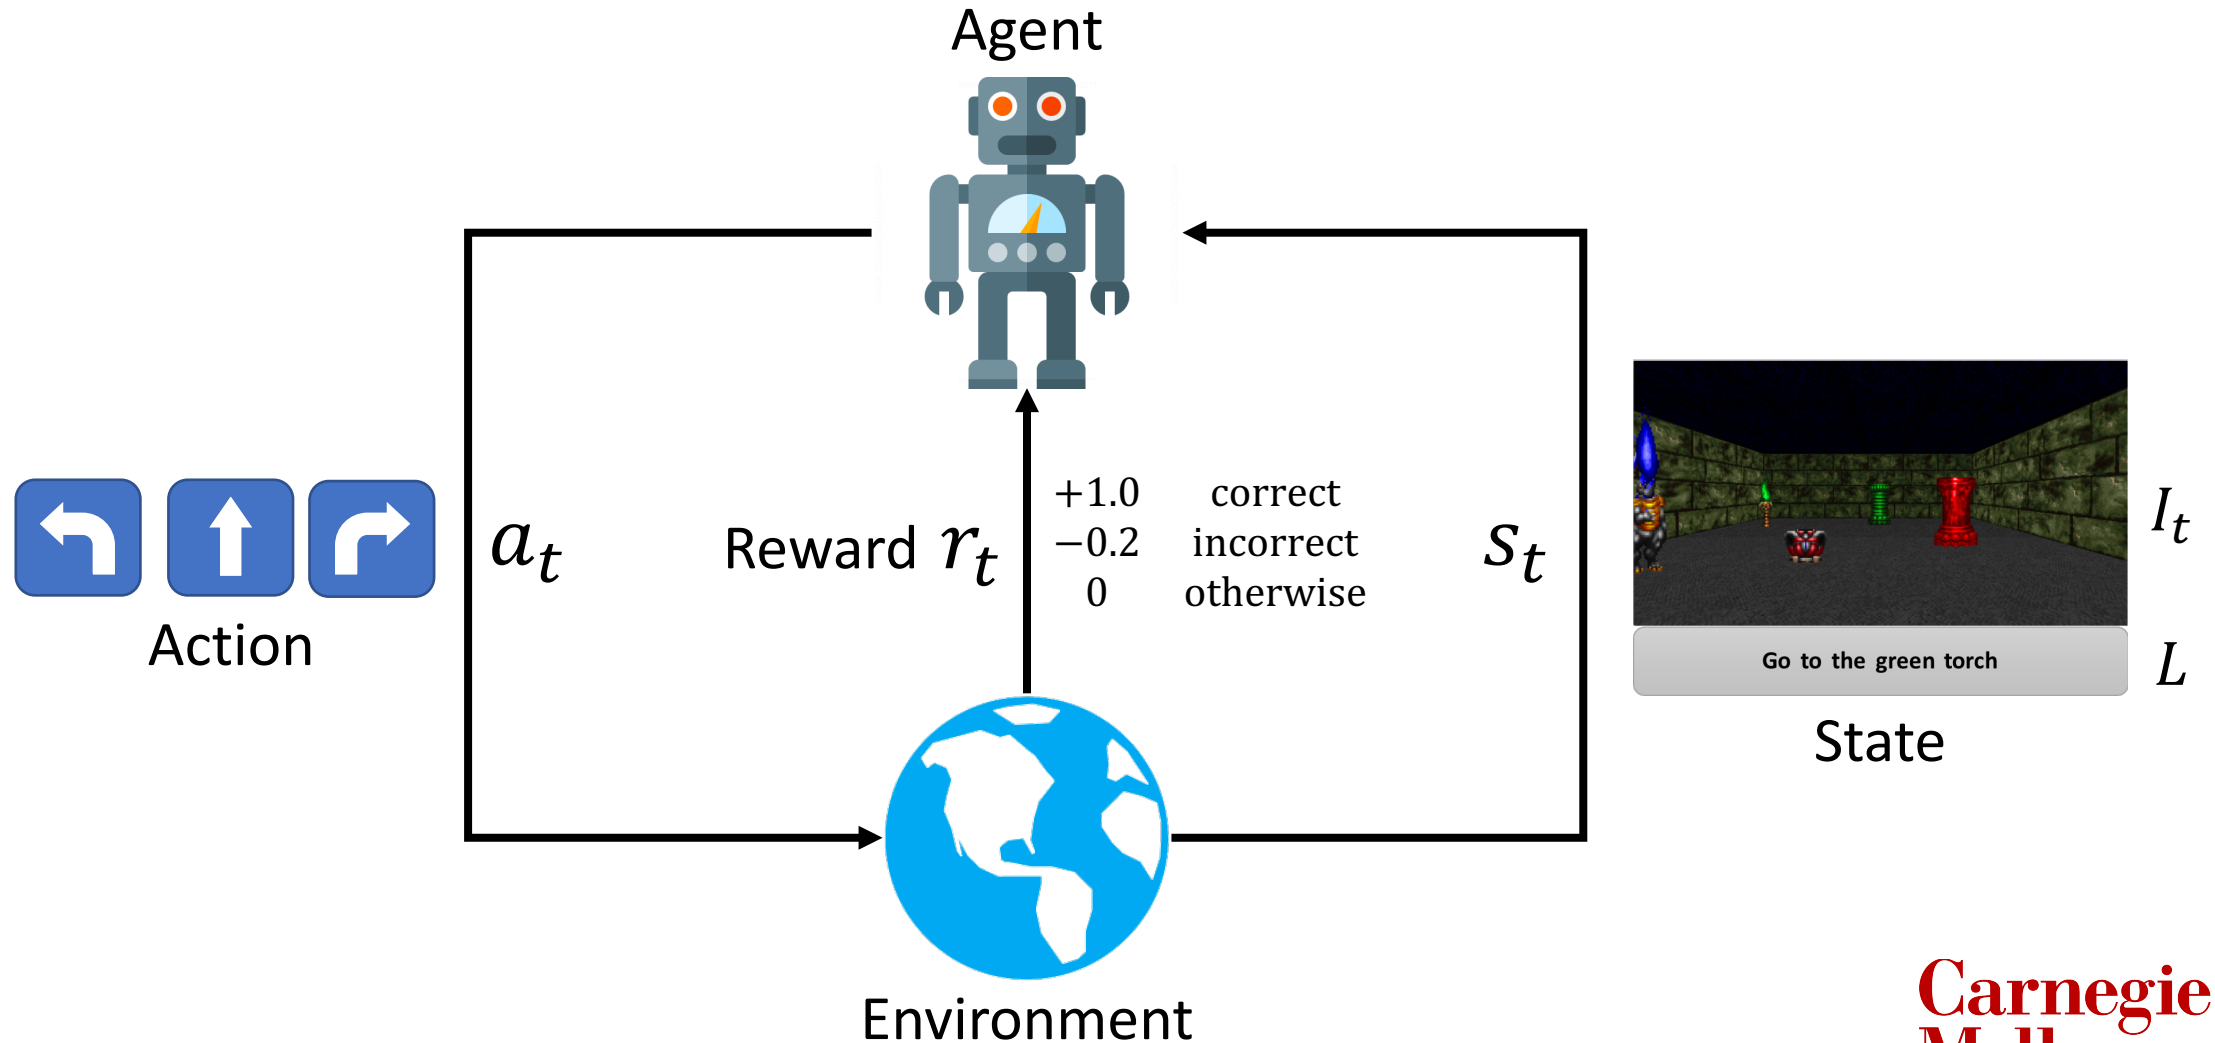 Agent
a_t
Action
Reward r_t
+1.0 correct
−0.2 incorrect
0 otherwise
s_t
I_t
Go to the green torch
L
State
Environment
Carnegie